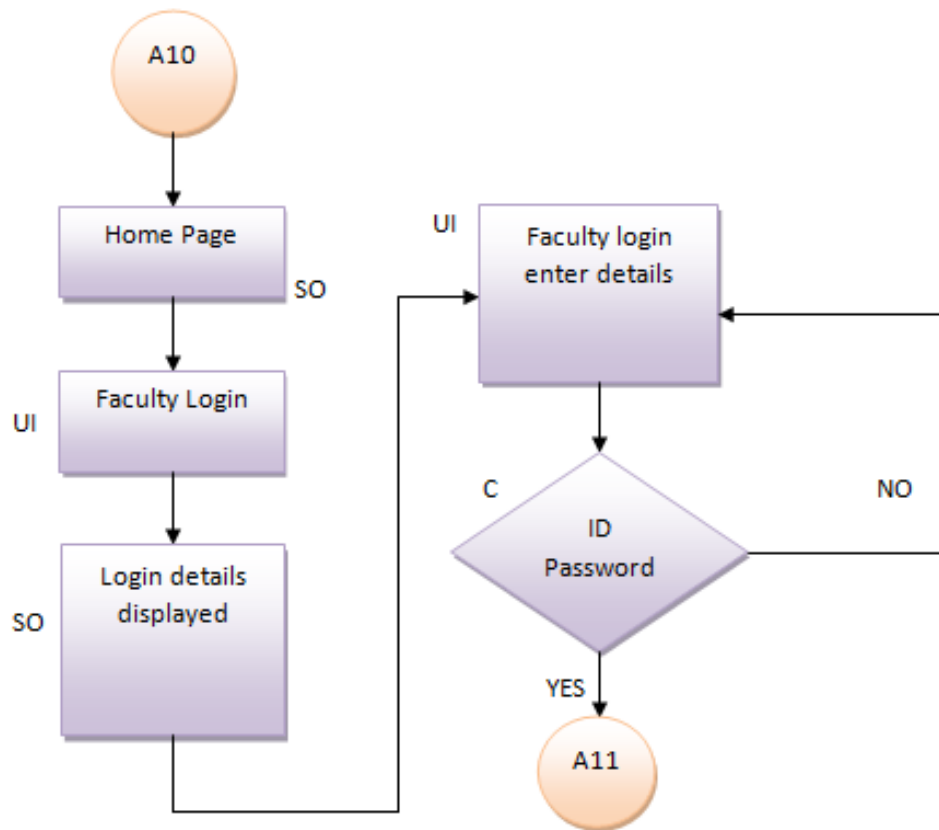 A10
Home Page
SO
Faculty Login
UI
Login details
displayed
SO
UI
Faculty login
enter details
C
ID
Password
NO
YES
A11